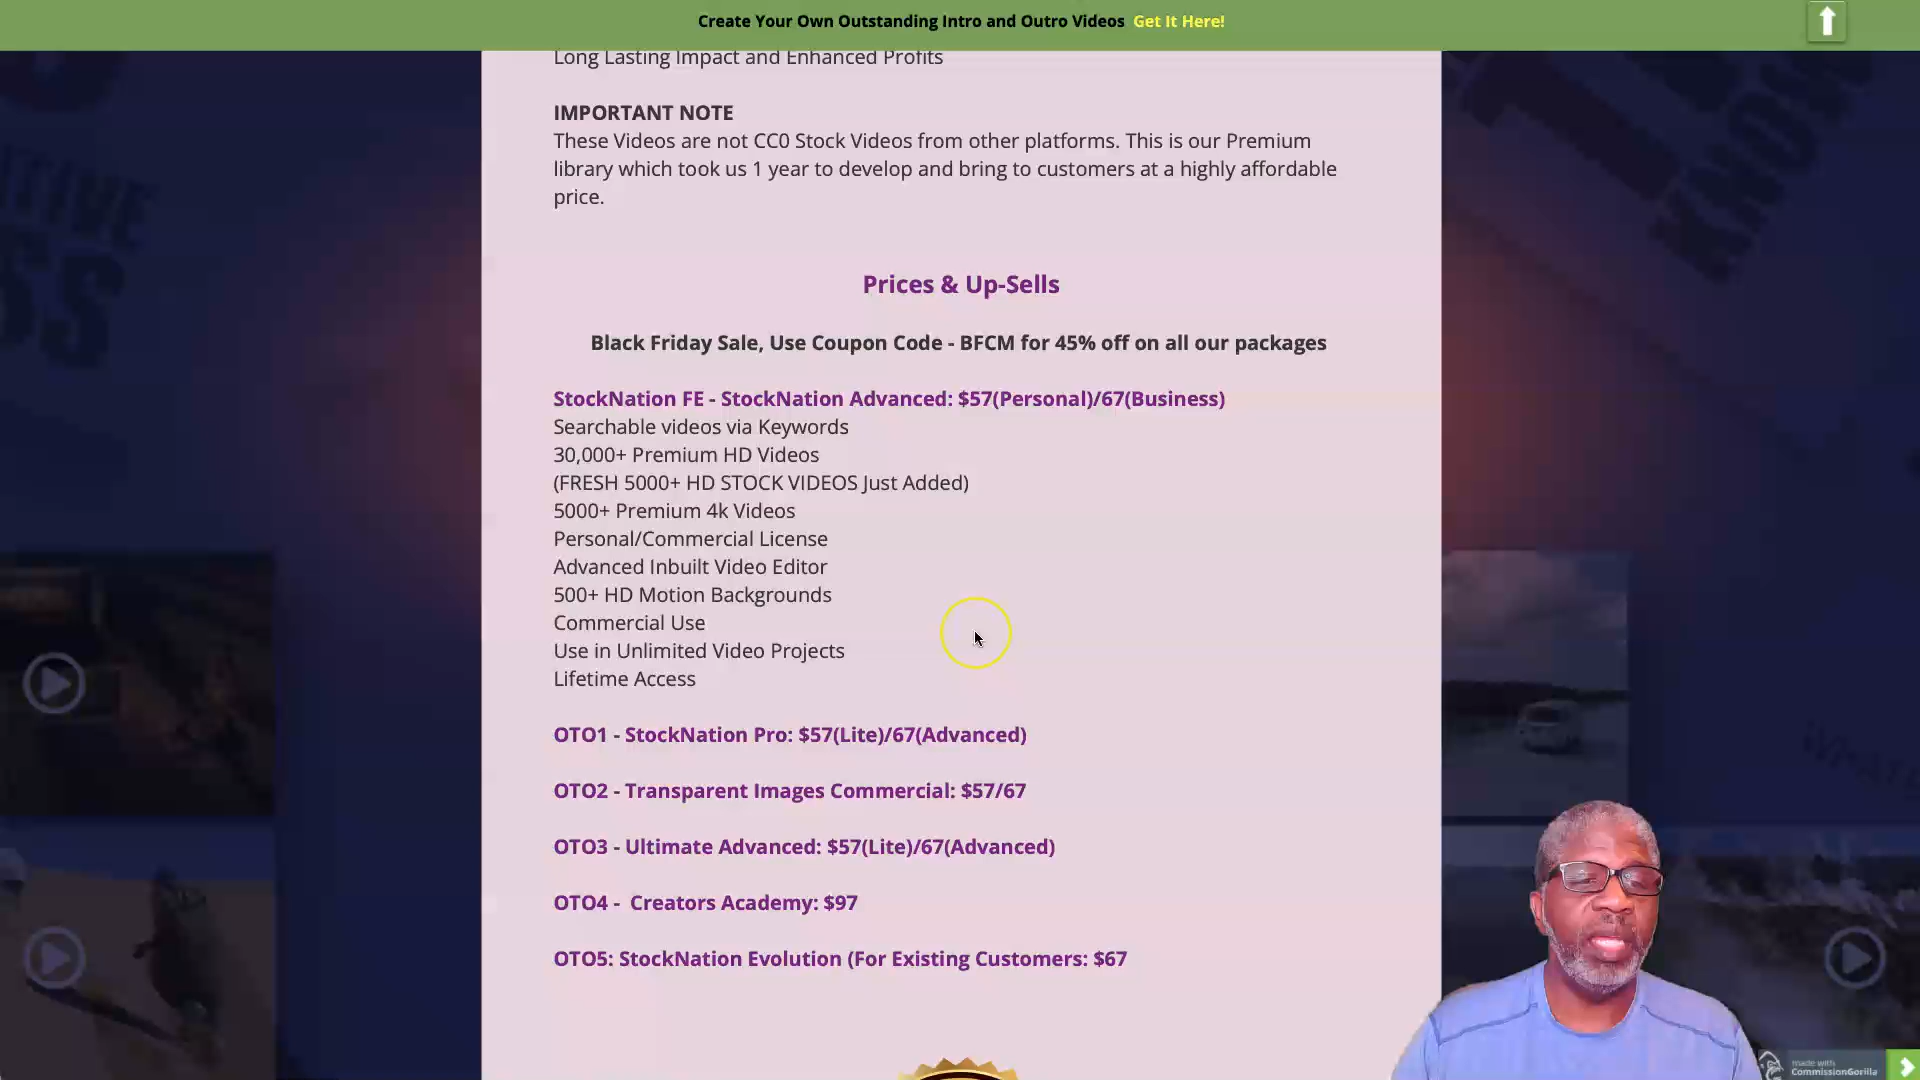 Create Your Own Outstanding Intro and Outro Videos Get It Here!
Long Lasting Impact and Enhanced Profits
IMPORTANT NOTE
These Videos are not CC0 Stock Videos from other platforms. This is our Premium
library which took us 1 year to develop and bring to customers at a highly affordable
price.
Prices & Up-Sells
Black Friday Sale, Use Coupon Code - BFCM for 45% off on all our packages
StockNation FE - StockNation Advanced: $57(Personal)/67(Business)
Searchable videos via Keywords
30,000+ Premium HD Videos
(FRESH 5000+ HD STOCK VIDEOS Just Added)
5000+ Premium 4k Videos
Personal/Commercial License
Advanced Inbuilt Video Editor
500+ HD Motion Backgrounds
Commercial Use
Use in Unlimited Video Projects
Lifetime Access
OTO1 - StockNation Pro: $57(Lite)/67(Advanced)
OTO2 - Transparent Images Commercial: $57/67
OTO3 - Ultimate Advanced: $57(Lite)/67(Advanced)
OTO4 -  Creators Academy: $97
OTO5: StockNation Evolution (For Existing Customers: $67
made with
CommissionGorilla